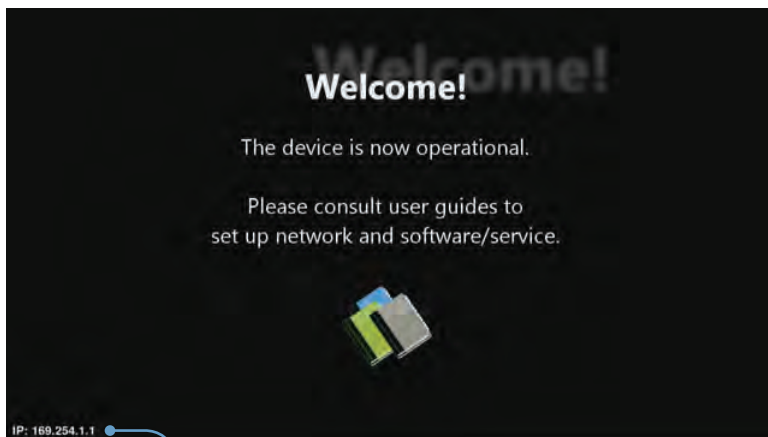 Welcome!
Welcome!
The device is now operational.
Please consult user guides to
set up network and software/service.
IP: 169.254.1.1